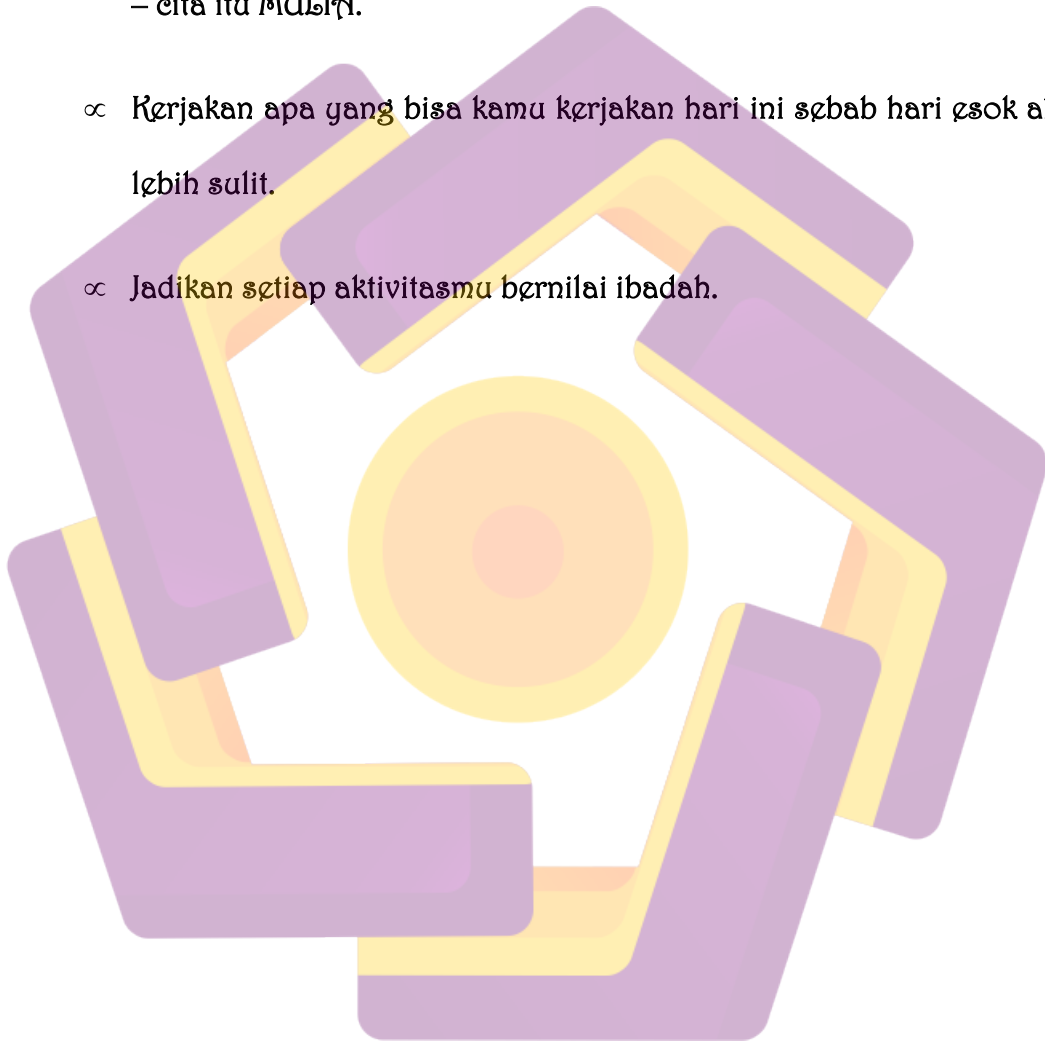 – cita itu MULIA.
∝ Kerjakan apa yang bisa kamu kerjakan hari ini sebab hari esok
lebih sulit.
∝ Jadikan setiap aktivitasmu bernilai ibadah.